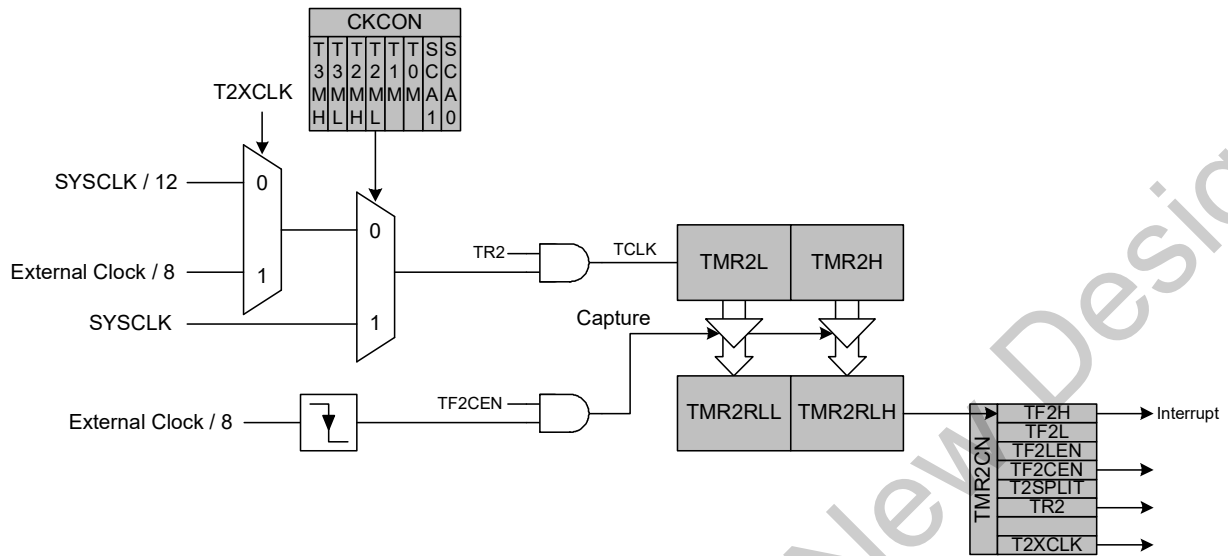 CKCON
T3MH
T3ML
T2MH
T2ML
T1M
T0M
SCA1
SCA0
T2XCLK
SYSCLK / 12
0
External Clock / 8
1
0
SYSCLK
1
TR2
TCLK
TMR2L
TMR2H
Capture
External Clock / 8
TF2CEN
TMR2RLL
TMR2RLH
TMR2CN
TF2H
Interrupt
TF2L
TF2LEN
TF2CEN
T2SPLIT
TR2
T2XCLK
New Desig